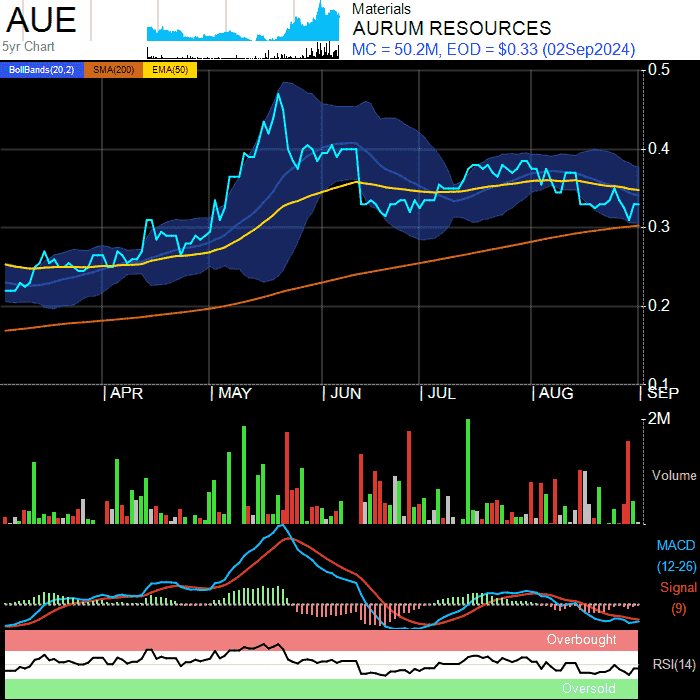 AUE
5yr Chart
Materials
AURUM RESOURCES
MC = 50.2M, EOD = $0.33 (02Sep2024)
BollBands(20,2) SMA(200) EMA(50)
0.5
0.4
0.3
0.2
0.1
| APR | MAY | JUN | JUL | AUG | SEP
2M
Volume
MACD
(12-26)
Signal
(9)
Overbought
RSI(14)
Oversold